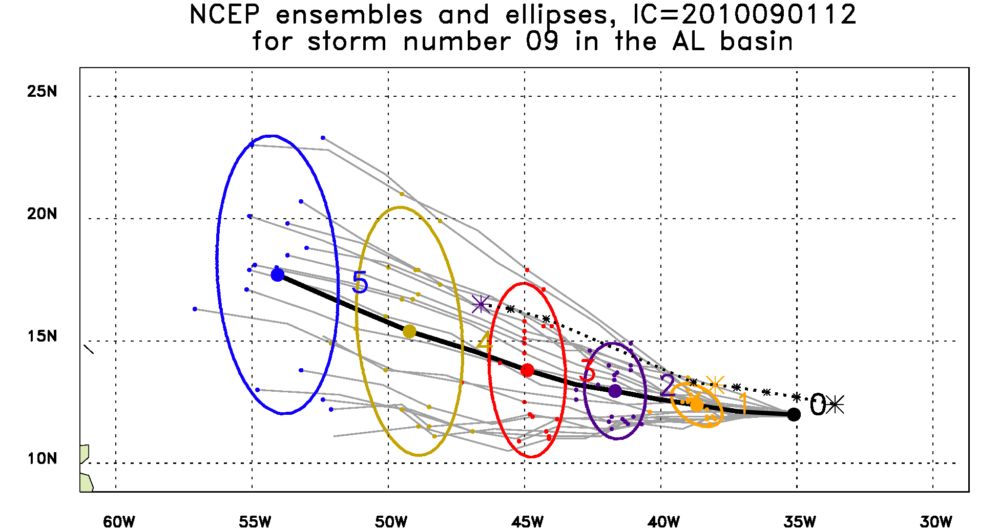 NCEP ensembles and ellipses, IC=2010090112
for storm number 09 in the AL basin
25N
20N
15N
10N
5
4
3
2
1
0
60W 55W 50W 45W 40W 35W 30W